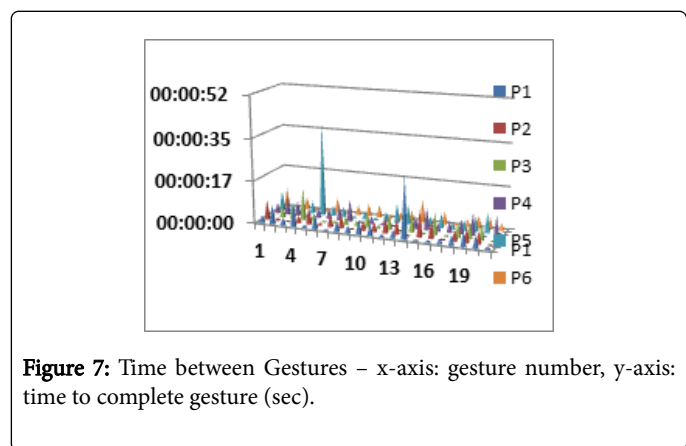 00:00:52
00:00:35
00:00:17
00:00:00
1 4 7 10 13 16 19
P1
P2
P3
P4
P5
P1
P6
Figure 7: Time between Gestures – x-axis: gesture number, y-axis:
time to complete gesture (sec).